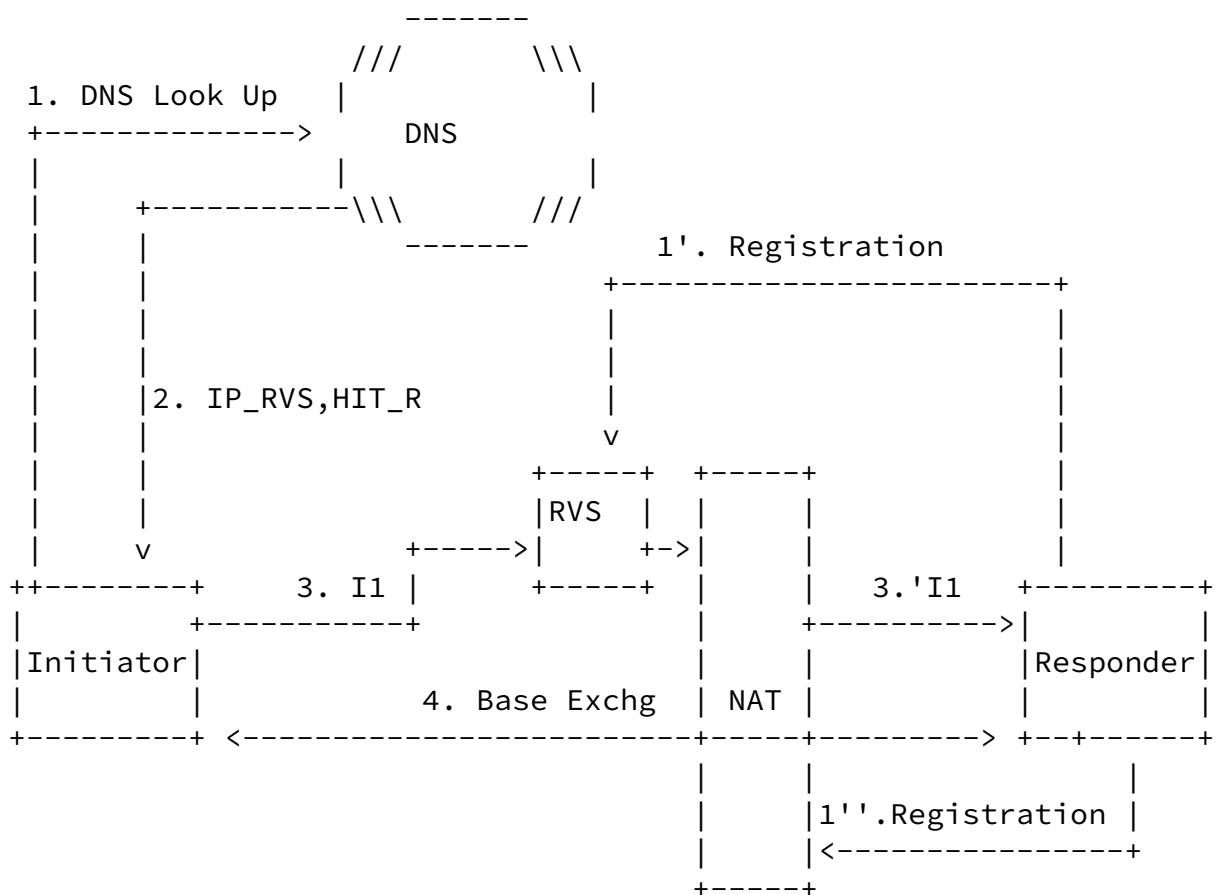 1. DNS Look Up
DNS
1'. Registration
2. IP_RVS,HIT_R
RVS
3. I1
3.'I1
Initiator
Responder
4. Base Exchg
NAT
1''.Registration